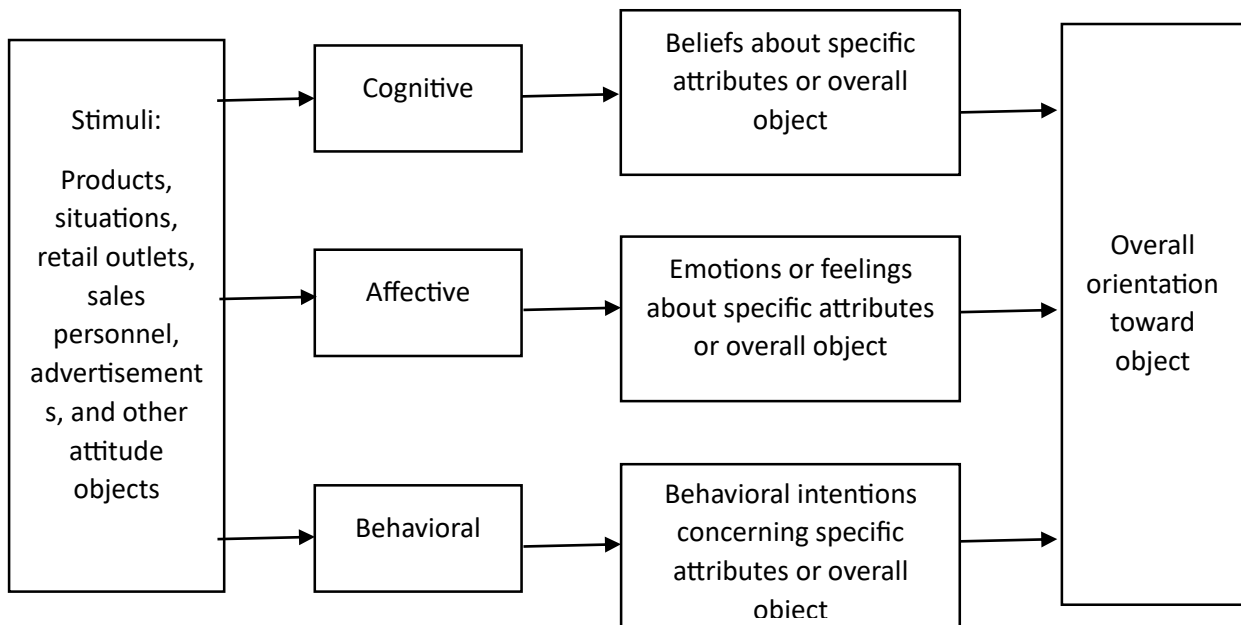 Stimuli:
Products,
situations,
retail outlets,
sales
personnel,
advertisement
s, and other
attitude
objects
Cognitive
Beliefs about specific
attributes or overall
object
Affective
Emotions or feelings
about specific attributes
or overall object
Behavioral
Behavioral intentions
concerning specific
attributes or overall
object
Overall
orientation
toward
object